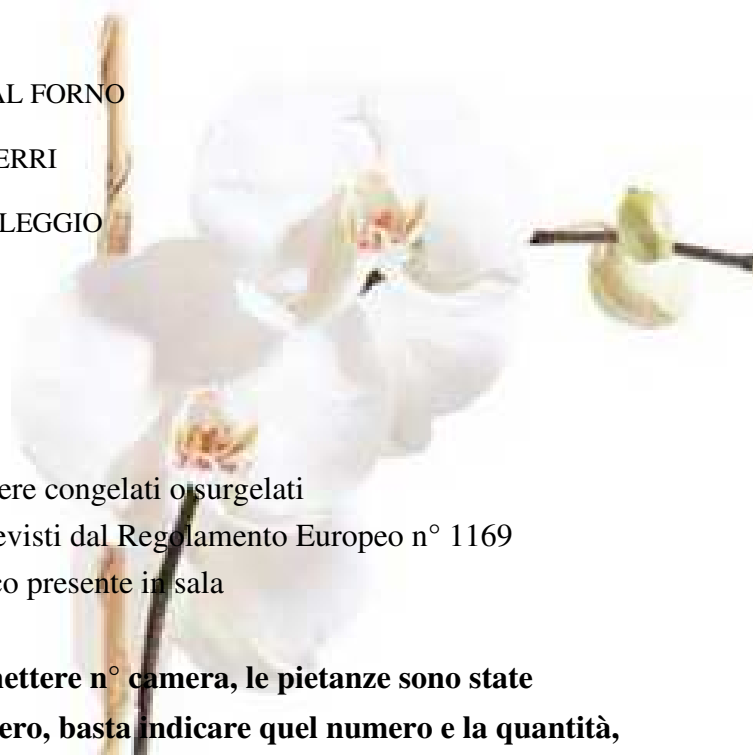 AL FORNO
ERRI
LEGGIO
ere congelati o surgelati
evisti dal Regolamento Europeo n° 1169
co presente in sala
nettere n° camera, le pietanze sono state
ero, basta indicare quel numero e la quantità,